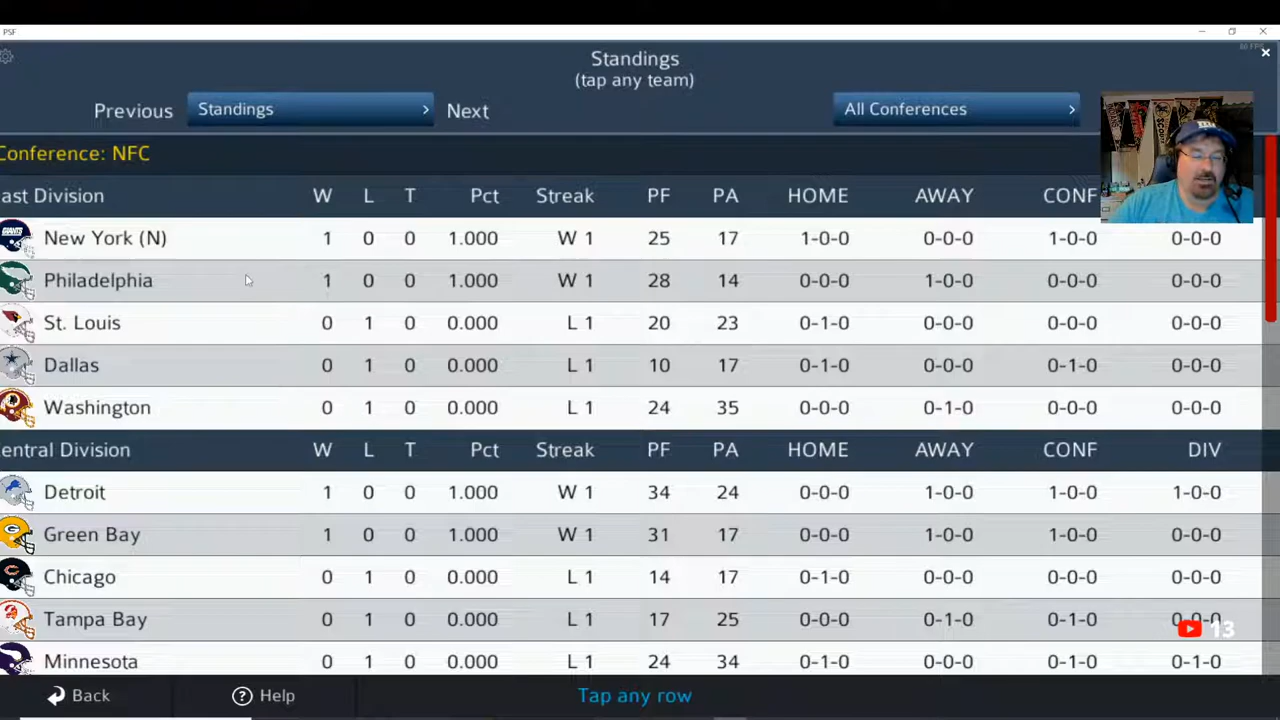 PSF
60 FPS
Standings
(tap any team)
Previous Standings > Next All Conferences >
Conference: NFC
ast Division W L T Pct Streak PF PA HOME AWAY CONF
New York (N) 1 0 0 1.000 W 1 25 17 1-0-0 0-0-0 1-0-0 0-0-0
Philadelphia 1 0 0 1.000 W 1 28 14 0-0-0 1-0-0 0-0-0 0-0-0
St. Louis 0 1 0 0.000 L 1 20 23 0-1-0 0-0-0 0-0-0 0-0-0
Dallas 0 1 0 0.000 L 1 10 17 0-1-0 0-0-0 0-1-0 0-0-0
Washington 0 1 0 0.000 L 1 24 35 0-0-0 0-1-0 0-0-0 0-0-0
entral Division W L T Pct Streak PF PA HOME AWAY CONF DIV
Detroit 1 0 0 1.000 W 1 34 24 0-0-0 1-0-0 1-0-0 1-0-0
Green Bay 1 0 0 1.000 W 1 31 17 0-0-0 1-0-0 1-0-0 0-0-0
Chicago 0 1 0 0.000 L 1 14 17 0-1-0 0-0-0 0-0-0 0-0-0
Tampa Bay 0 1 0 0.000 L 1 17 25 0-0-0 0-1-0 0-1-0 0-0-0
13
Minnesota 0 1 0 0.000 L 1 24 34 0-1-0 0-0-0 0-1-0 0-1-0
Back ? Help Tap any row